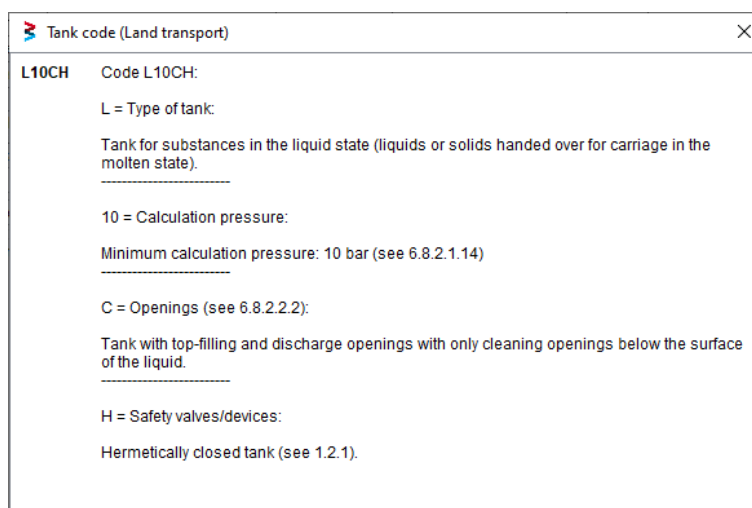 Tank code (Land transport)
L10CH Code L10CH:
L = Type of tank:
Tank for substances in the liquid state (liquids or solids handed over for carriage in the
molten state).
-------------------------
10 = Calculation pressure:
Minimum calculation pressure: 10 bar (see 6.8.2.1.14)
-------------------------
C = Openings (see 6.8.2.2.2):
Tank with top-filling and discharge openings with only cleaning openings below the surface
of the liquid.
-------------------------
H = Safety valves/devices:
Hermetically closed tank (see 1.2.1).